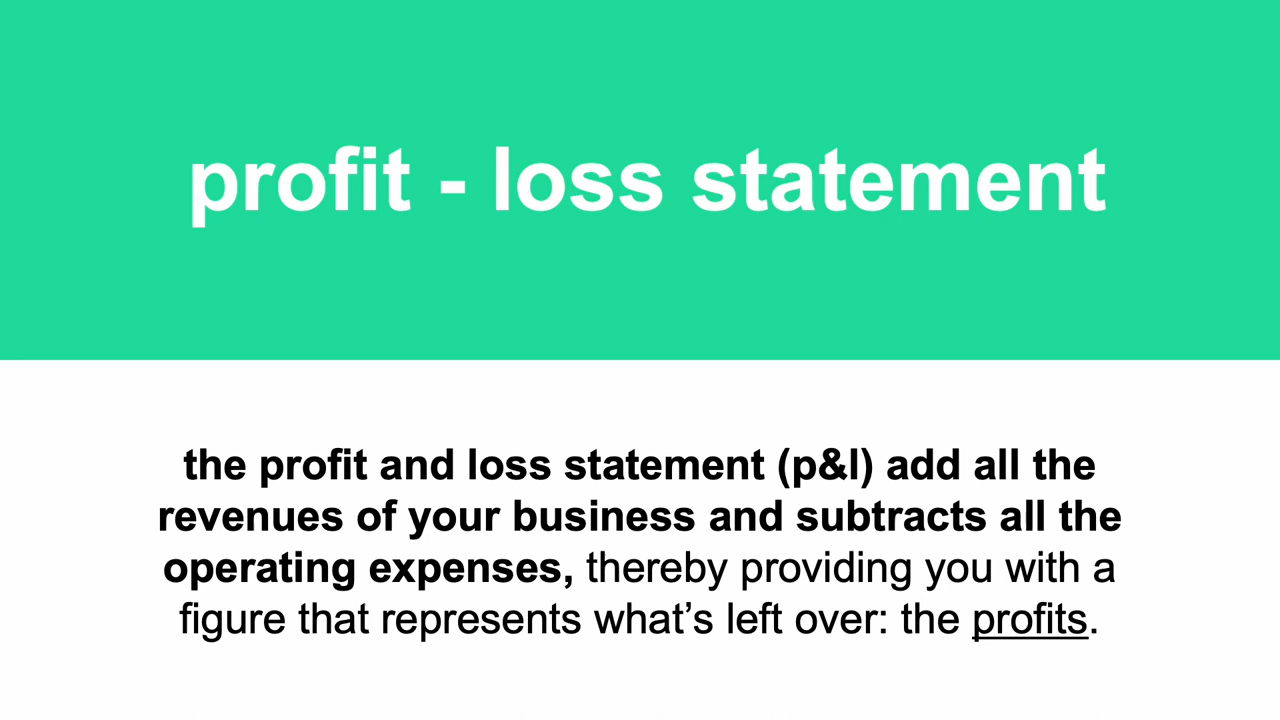 profit - loss statement
the profit and loss statement (p&l) add all the
revenues of your business and subtracts all the
operating expenses, thereby providing you with a
figure that represents what’s left over: the profits.